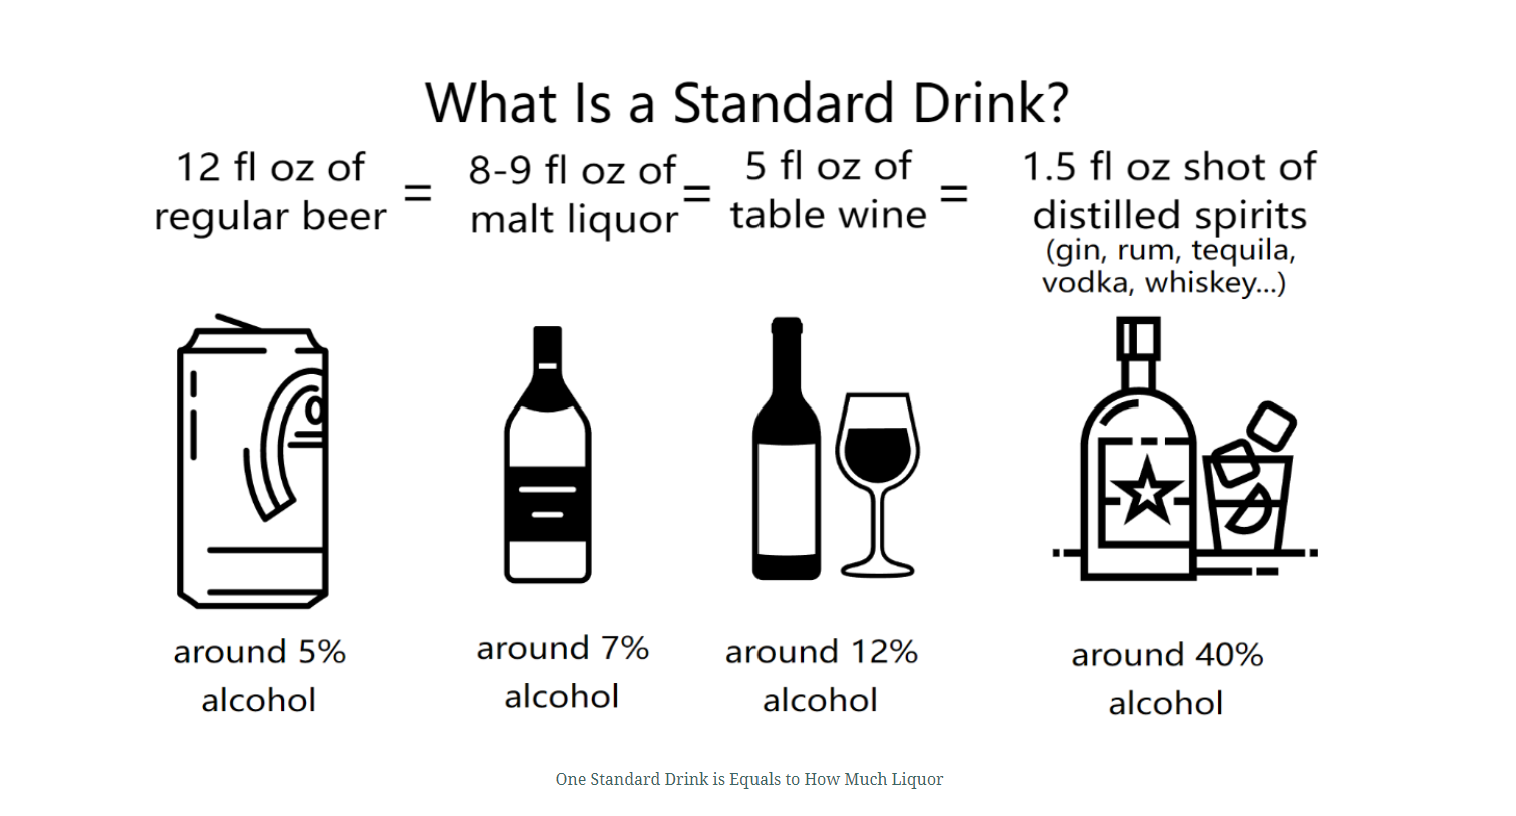 What Is a Standard Drink?
12 fl oz of
regular beer
=
8-9 fl oz of
malt liquor
=
5 fl oz of
table wine
=
1.5 fl oz shot of
distilled spirits
(gin, rum, tequila,
vodka, whiskey...)
around 5%
alcohol
around 7%
alcohol
around 12%
alcohol
around 40%
alcohol
One Standard Drink is Equals to How Much Liquor